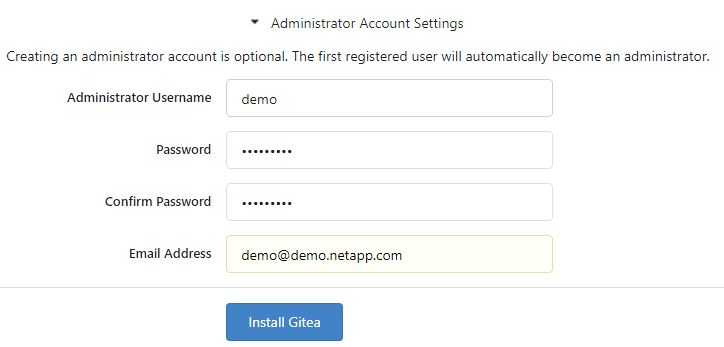 Administrator Account Settings
Creating an administrator account is optional. The first registered user will automatically become an administrator.
Administrator Username demo
Password •••••••••
Confirm Password •••••••••
Email Address demo@demo.netapp.com
Install Gitea